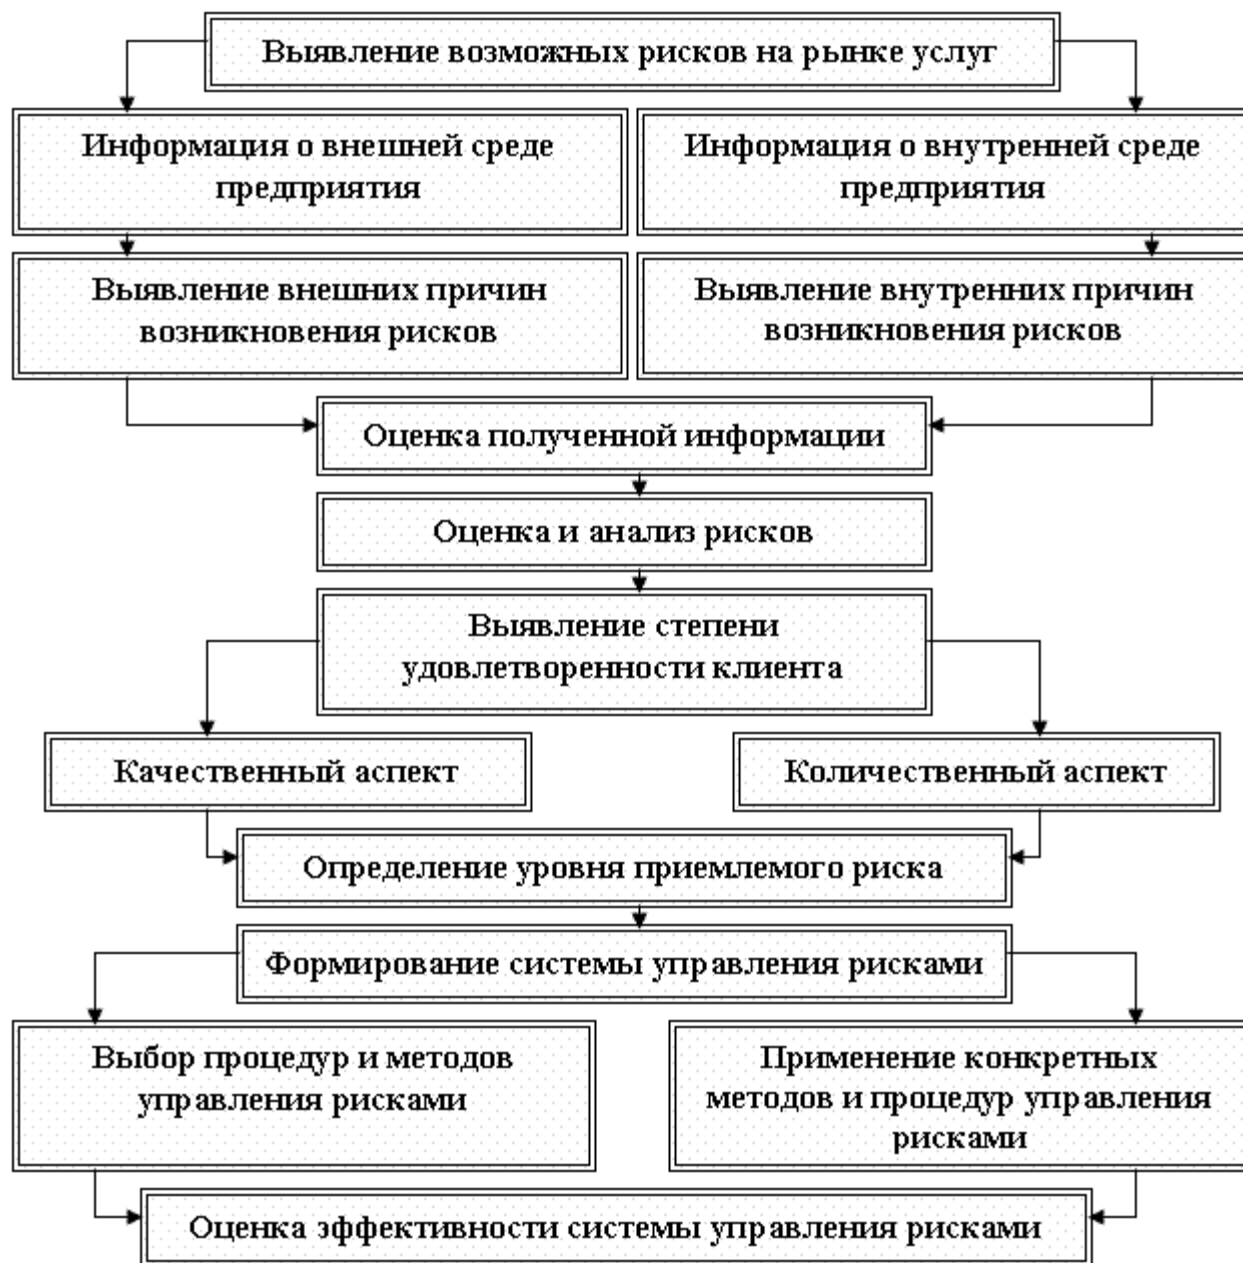 Выявление возможных рисков на рынке услуг
Информация о внешней среде
предприятия
Информация о внутренней среде
предприятия
Выявление внешних причин
возникновения рисков
Выявление внутренних причин
возникновения рисков
Оценка полученной информации
Оценка и анализ рисков
Выявление степени
удовлетворенности клиента
Качественный аспект
Количественный аспект
Определение уровня приемлемого риска
Формирование системы управления рисками
Выбор процедур и методов
управления рисками
Применение конкретных
методов и процедур управления
рисками
Оценка эффективности системы управления рисками